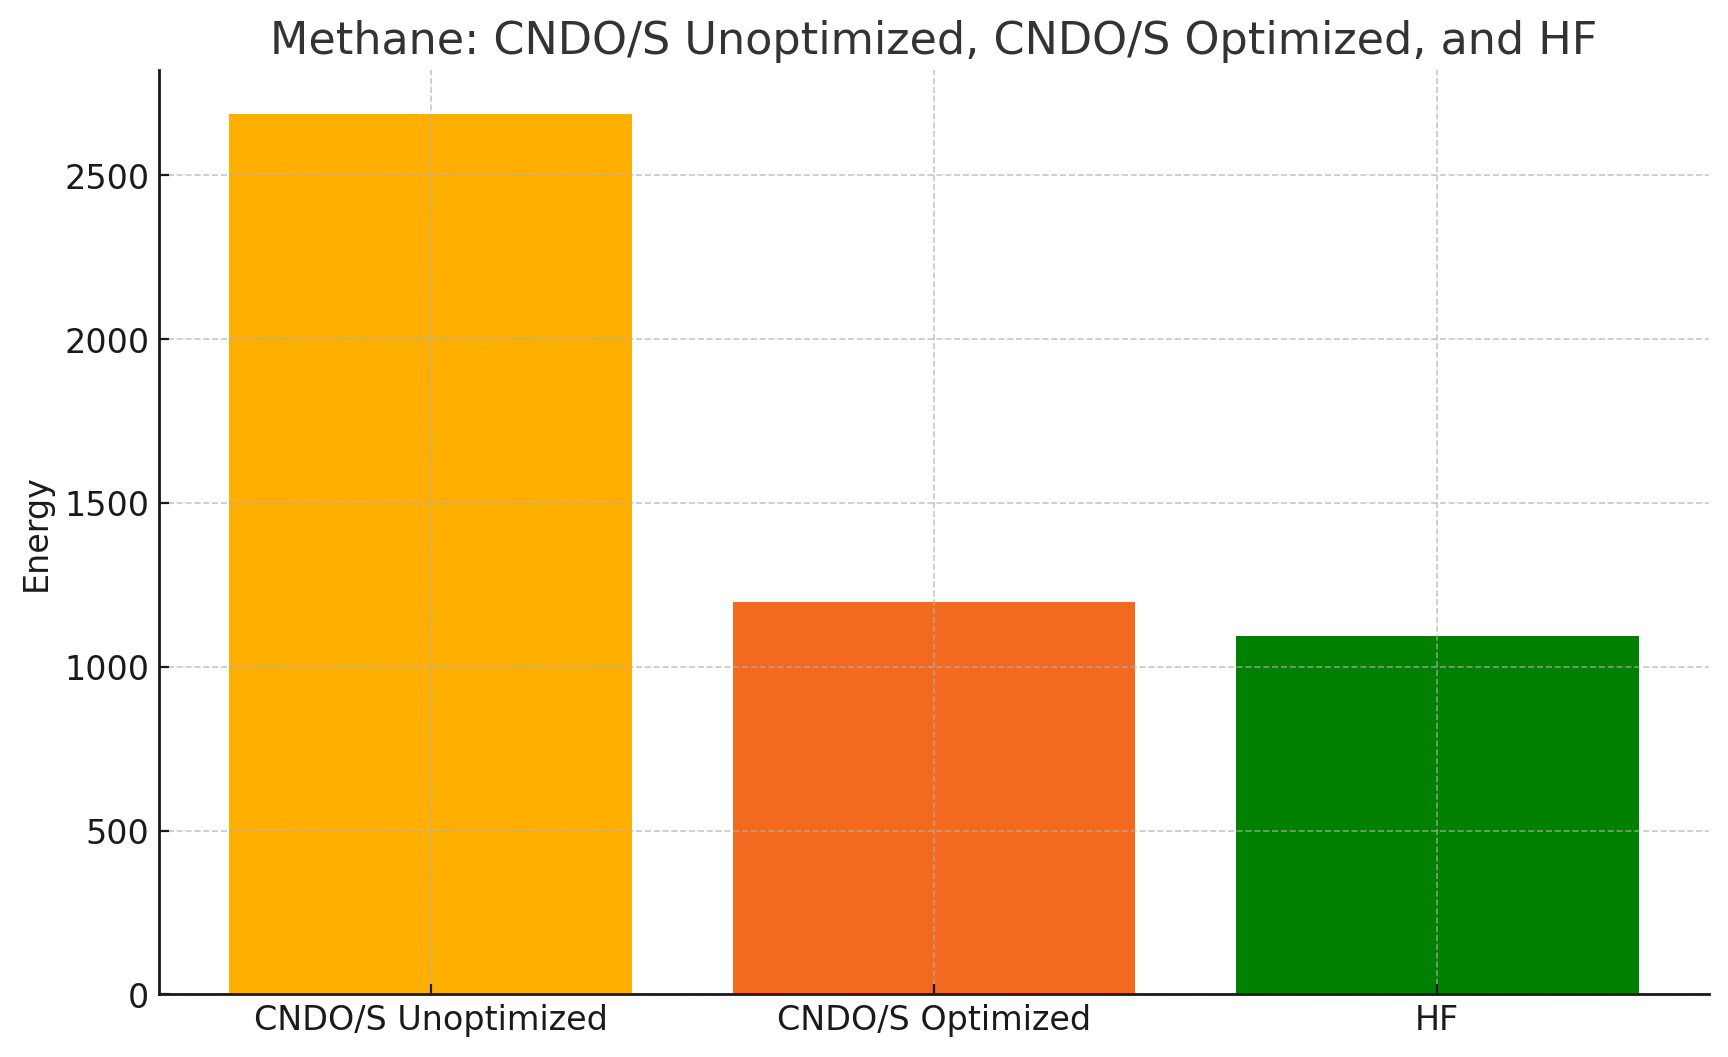 Methane: CNDO/S Unoptimized, CNDO/S Optimized, and HF
Energy
2500
2000
1500
1000
500
0
CNDO/S Unoptimized
CNDO/S Optimized
HF